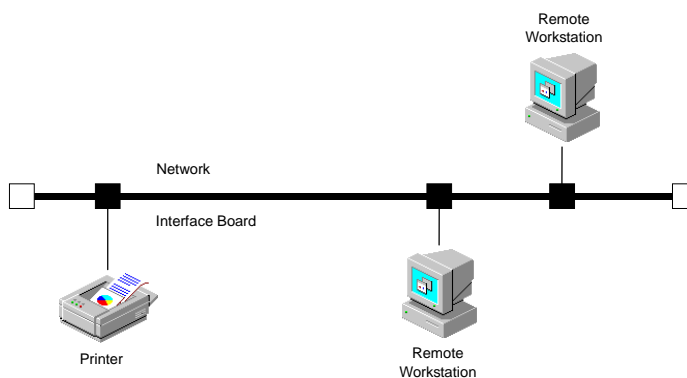 Remote
Workstation
Network
Interface Board
Printer
Remote
Workstation